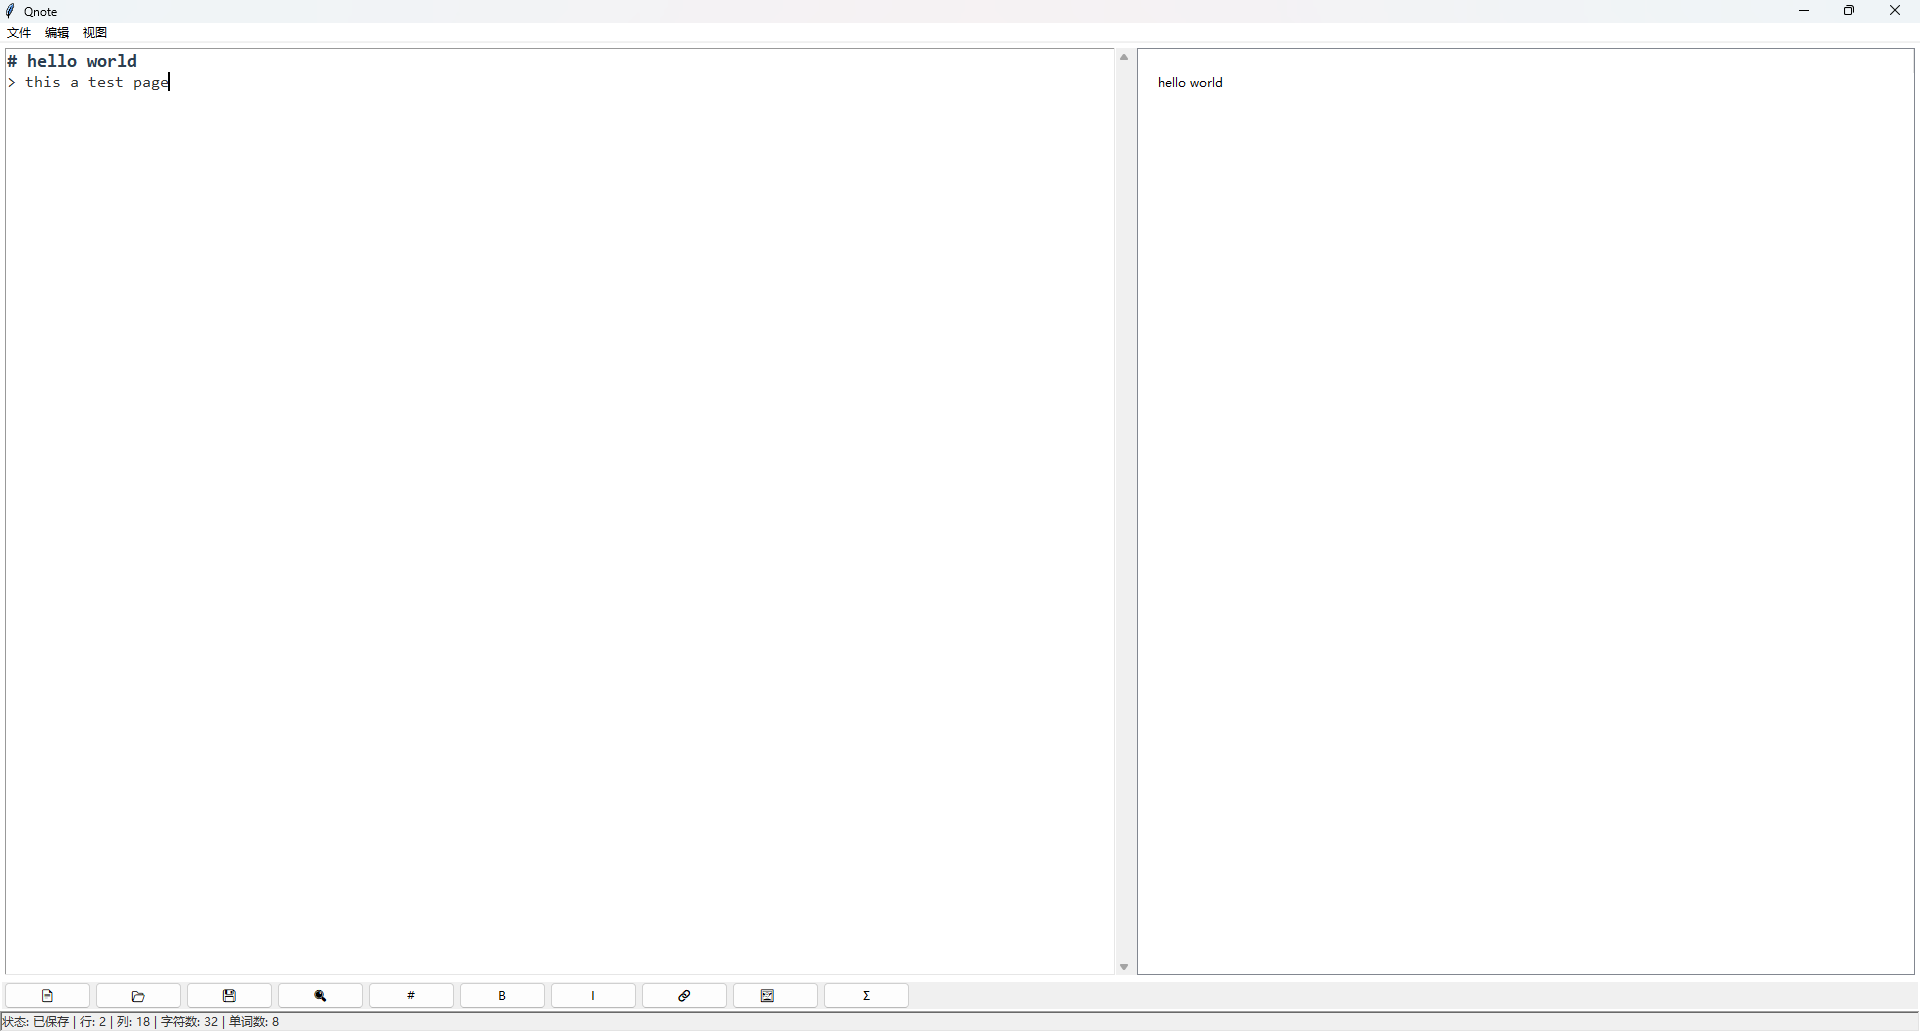 Qnote
文件 编辑 视图
# hello world
> this a test page
hello world
# B I Σ
状态: 已保存 | 行: 2 | 列: 18 | 字符数: 32 | 单词数: 8